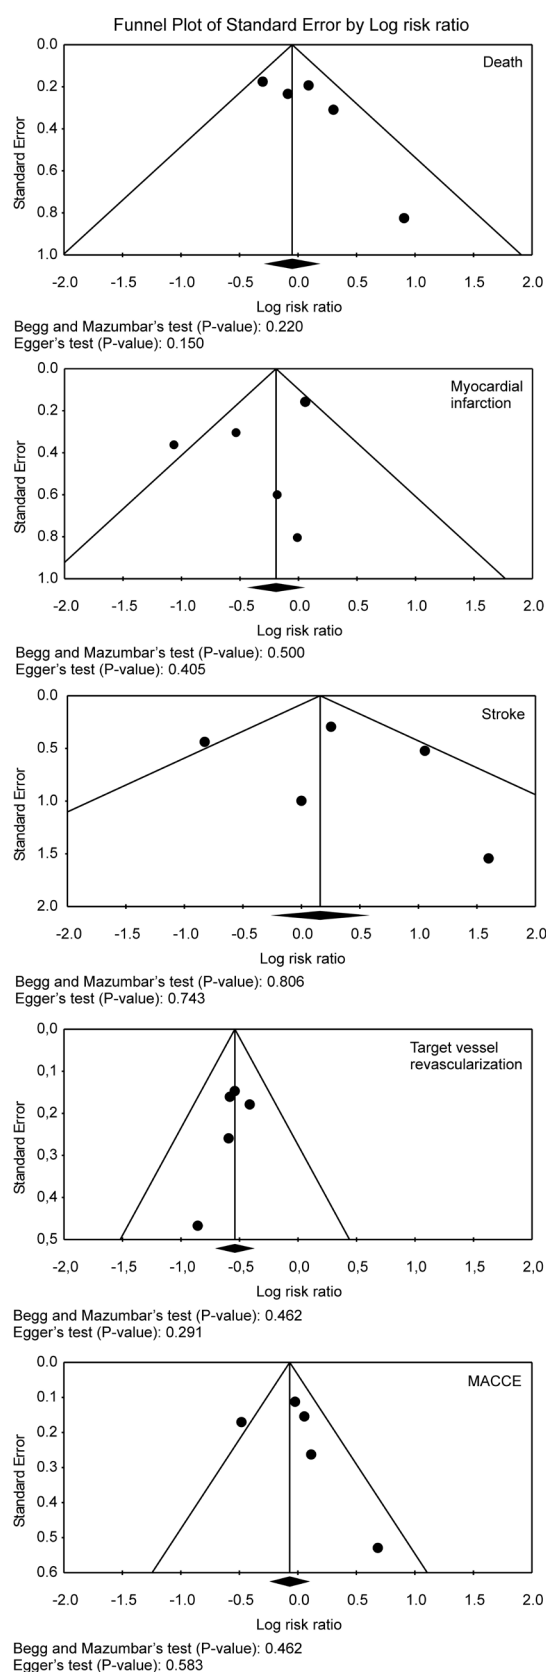 Funnel Plot of Standard Error by Log risk ratio
Death
Standard Error
0.0
0.2
0.4
0.6
0.8
1.0
-2.0 -1.5 -1.0 -0.5 0.0 0.5 1.0 1.5 2.0
Log risk ratio
Begg and Mazumbar's test (P-value): 0.220
Egger's test (P-value): 0.150
Myocardial
infarction
Standard Error
0.0
0.2
0.4
0.6
0.8
1.0
-2.0 -1.5 -1.0 -0.5 0.0 0.5 1.0 1.5 2.0
Log risk ratio
Begg and Mazumbar's test (P-value): 0.500
Egger's test (P-value): 0.405
Stroke
Standard Error
0.0
0.5
1.0
1.5
2.0
-2.0 -1.5 -1.0 -0.5 0.0 0.5 1.0 1.5 2.0
Log risk ratio
Begg and Mazumbar's test (P-value): 0.806
Egger's test (P-value): 0.743
Target vessel
revascularization
Standard Error
0,0
0,1
0,2
0,3
0,4
0,5
-2,0 -1,5 -1,0 -0,5 0,0 0,5 1,0 1,5 2,0
Log risk ratio
Begg and Mazumbar's test (P-value): 0.462
Egger's test (P-value): 0.291
MACCE
Standard Error
0.0
0.1
0.2
0.3
0.4
0.5
0.6
-2.0 -1.5 -1.0 -0.5 0.0 0.5 1.0 1.5 2.0
Log risk ratio
Begg and Mazumbar's test (P-value): 0.462
Egger's test (P-value): 0.583